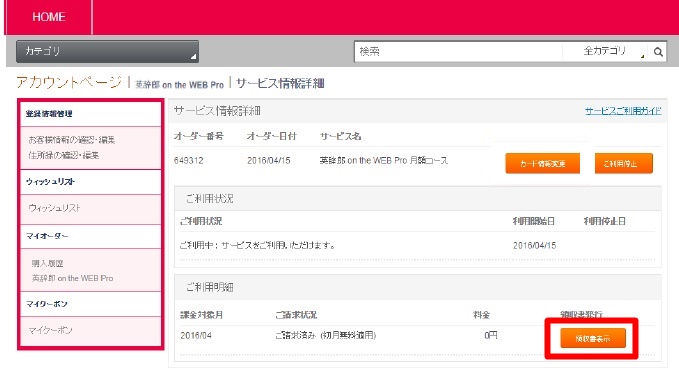 HOME
カテゴリ
検索
全カテゴリ
アカウントページ | 英辞郎 on the WEB Pro | サービス情報詳細
登録情報管理
お客様情報の確認・編集
住所録の確認・編集
ウィッシュリスト
ウィッシュリスト
マイオーダー
購入履歴
英辞郎 on the WEB Pro
マイクーポン
マイクーポン
サービス情報詳細
サービスご利用ガイド
オーダー番号 オーダー日付 サービス名
649312 2016/04/15 英辞郎 on the WEB Pro 月額コース カード情報変更 ご利用停止
ご利用状況
ご利用状況 利用開始日 利用停止日
ご利用中：サービスをご利用いただけます。 2016/04/15
ご利用明細
課金対象月 ご請求状況 料金 領収書発行
2016/04 ご請求済み (初月無料適用) 0円 領収書表示